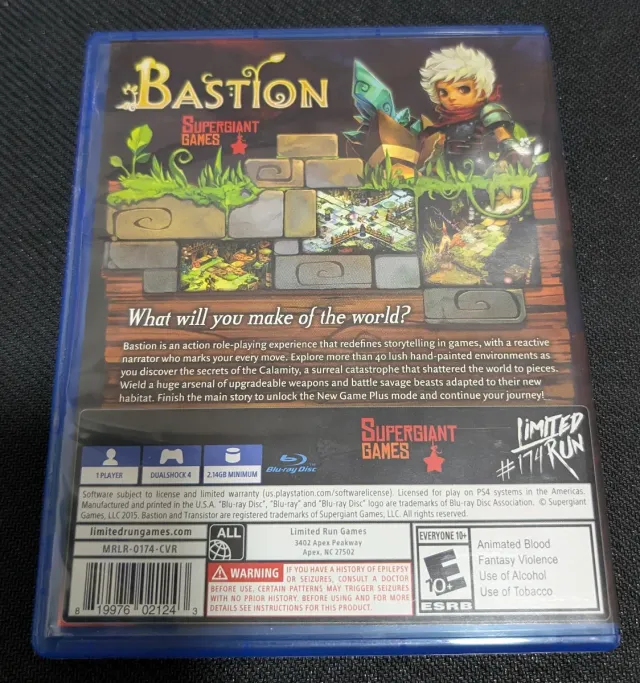 BASTION
SUPERGIANT
GAMES
What will you make of the world?
Bastion is an action role-playing experience that redefines storytelling in games, with a reactive
narrator who marks your every move. Explore more than 40 lush hand-painted environments as
you discover the secrets of the Calamity, a surreal catastrophe that shattered the world to pieces.
Wield a huge arsenal of upgradeable weapons and battle savage beasts adapted to their new
habitat. Finish the main story to unlock the New Game Plus mode and continue your journey!
1 PLAYER
DUALSHOCK 4
2.14GB MINIMUM
Blu-ray Disc™
SUPERGIANT
GAMES
LIMITED
RUN
#174
Software subject to license and limited warranty (us.playstation.com/softwarelicense). Licensed for play on PS4 systems in the Americas.
Manufactured and printed in the U.S.A. "Blu-ray Disc", "Blu-ray" and "Blu-ray Disc" logo are trademarks of Blu-ray Disc Association. © Supergiant
Games, LLC 2015. Bastion and Transistor are registered trademarks of Supergiant Games, LLC. All rights reserved.
limitedrungames.com
MRLR-0174-CVR
8 19976 02124 3
ALL
Limited Run Games
3402 Apex Peakway
Apex, NC 27502
WARNING
IF YOU HAVE A HISTORY OF EPILEPSY
OR SEIZURES, CONSULT A DOCTOR
BEFORE USE. CERTAIN PATTERNS MAY TRIGGER SEIZURES
WITH NO PRIOR HISTORY. BEFORE USING AND FOR MORE
DETAILS SEE INSTRUCTIONS FOR THIS PRODUCT.
EVERYONE 10+
E
10+
ESRB
Animated Blood
Fantasy Violence
Use of Alcohol
Use of Tobacco